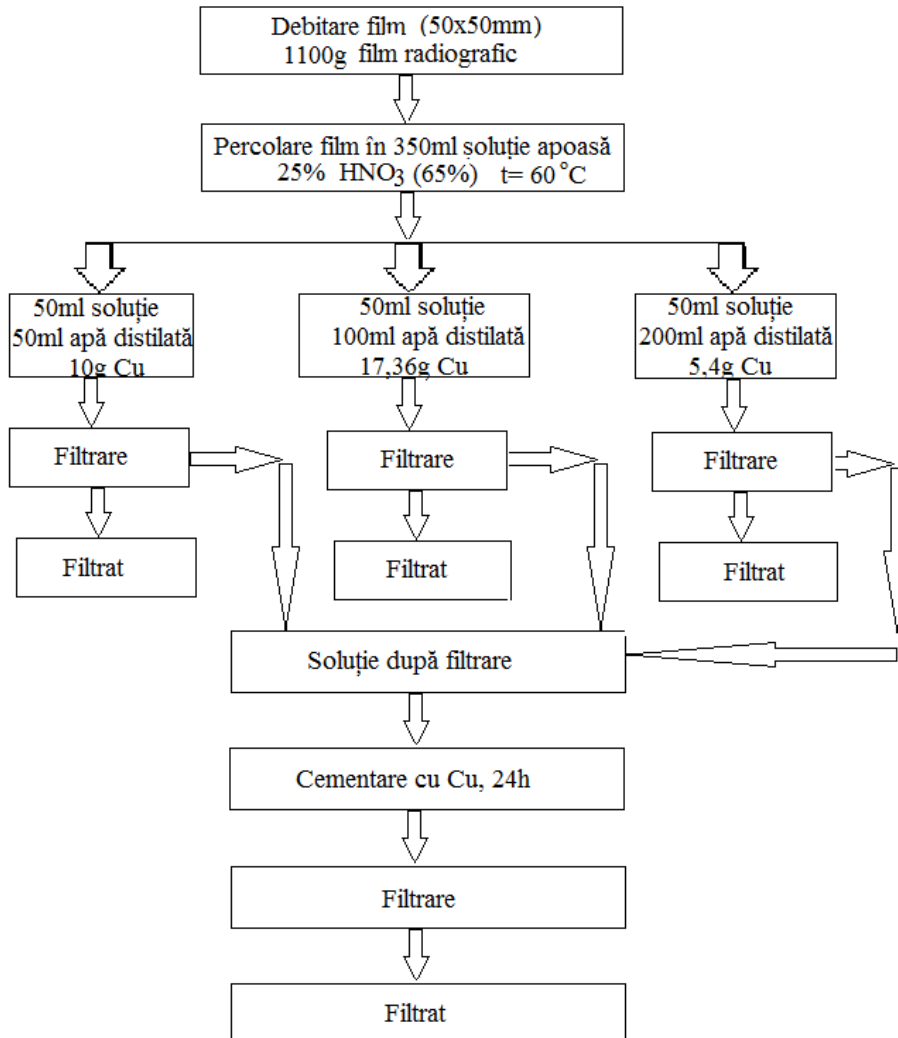 Debitare film (50x50mm)
1100g film radiografic
Percolare film în 350ml soluție apoasă
25% HNO3 (65%) t= 60°C
50ml soluție
50ml apă distilată
10g Cu
50ml soluție
100ml apă distilată
17,36g Cu
50ml soluție
200ml apă distilată
5,4g Cu
Filtrare
Filtrare
Filtrare
Filtrat
Filtrat
Filtrat
Soluție după filtrare
Cementare cu Cu, 24h
Filtrare
Filtrat